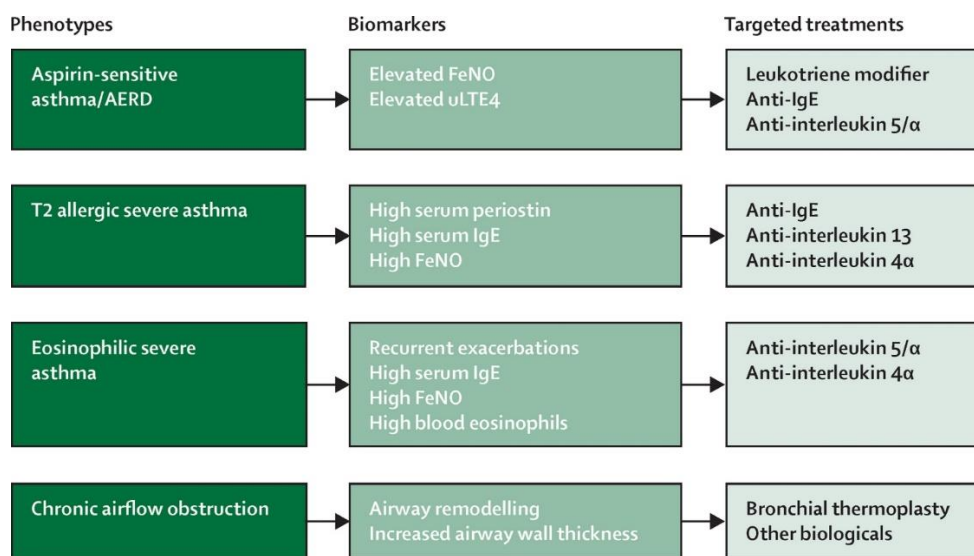 Phenotypes
Biomarkers
Targeted treatments
Aspirin-sensitive
asthma/AERD
Elevated FeNO
Elevated uLTE4
Leukotriene modifier
Anti-IgE
Anti-interleukin 5/α
T2 allergic severe asthma
High serum periostin
High serum IgE
High FeNO
Anti-IgE
Anti-interleukin 13
Anti-interleukin 4α
Eosinophilic severe
asthma
Recurrent exacerbations
High serum IgE
High FeNO
High blood eosinophils
Anti-interleukin 5/α
Anti-interleukin 4α
Chronic airflow obstruction
Airway remodelling
Increased airway wall thickness
Bronchial thermoplasty
Other biologicals